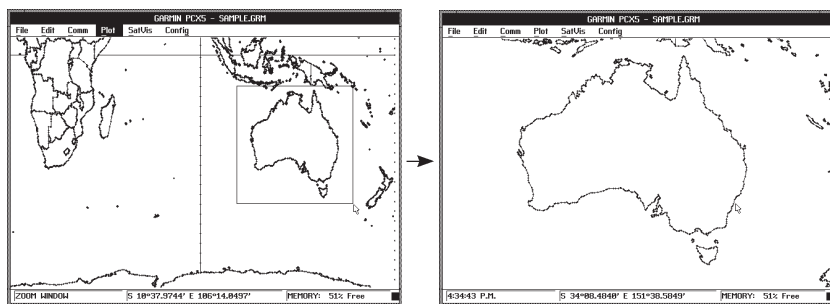 GARMIN PCX5 - SAMPLE.GRM
File Edit Comm Plot SatVis Config
ZOOM WINDOW S 10°37.9744' E 106°14.0497' MEMORY: 51% Free
GARMIN PCX5 - SAMPLE.GRM
File Edit Comm Plot SatVis Config
4:34:43 P.M. S 34°08.4840' E 151°38.5849' MEMORY: 51% Free